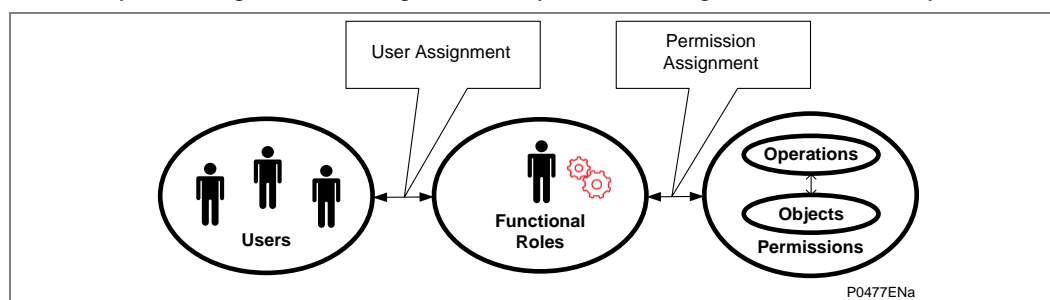 User Assignment
Permission
Assignment
Operations
Objects
Permissions
Functional
Roles
Users
P0477ENa